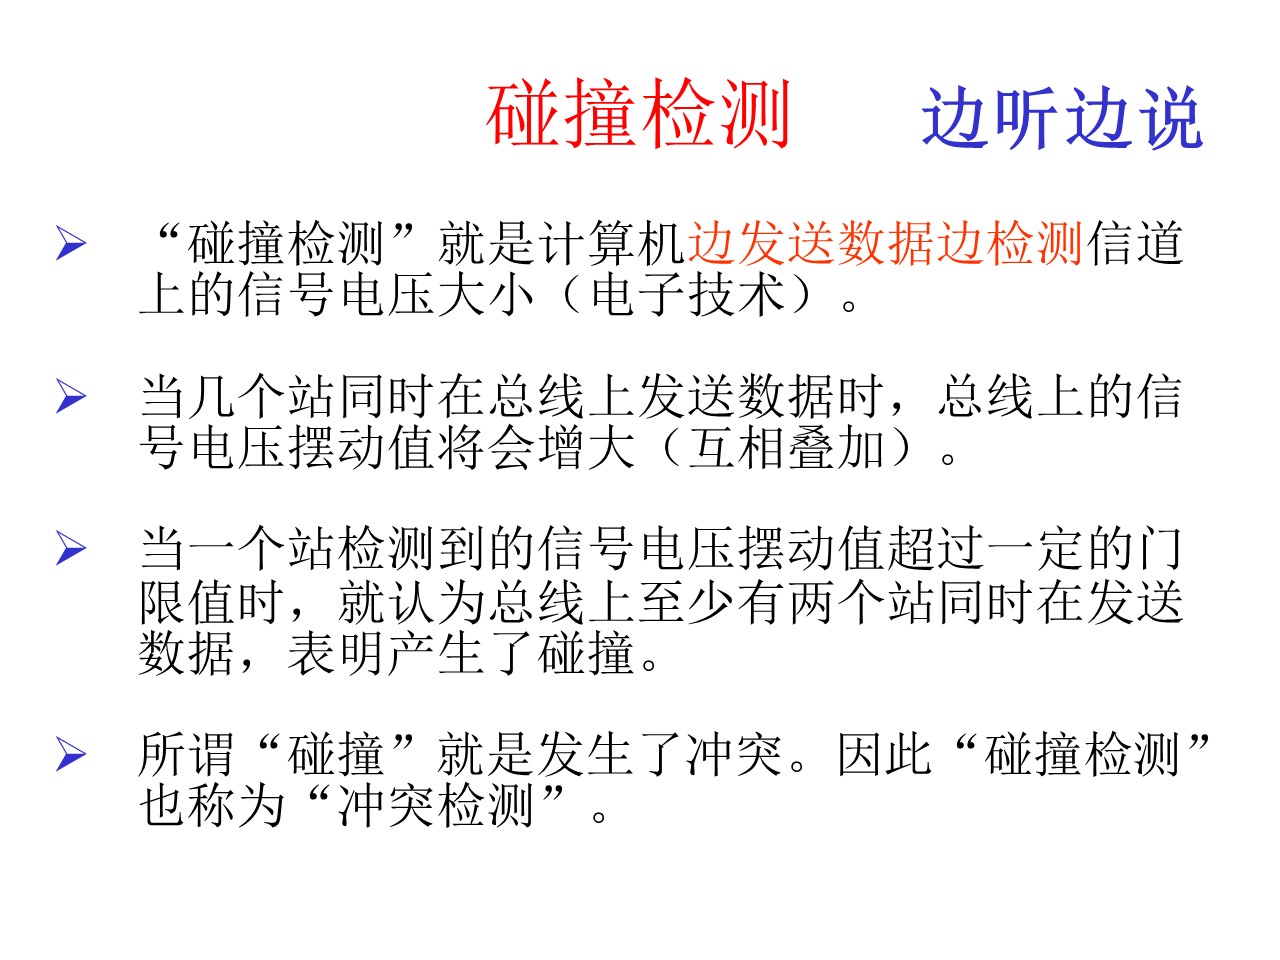 碰撞检测 边听边说
“碰撞检测”就是计算机边发送数据边检测信道
上的信号电压大小（电子技术）。
当几个站同时在总线上发送数据时，总线上的信
号电压摆动值将会增大（互相叠加）。
当一个站检测到的信号电压摆动值超过一定的门
限值时，就认为总线上至少有两个站同时在发送
数据，表明产生了碰撞。
所谓“碰撞”就是发生了冲突。因此“碰撞检测”
也称为“冲突检测”。